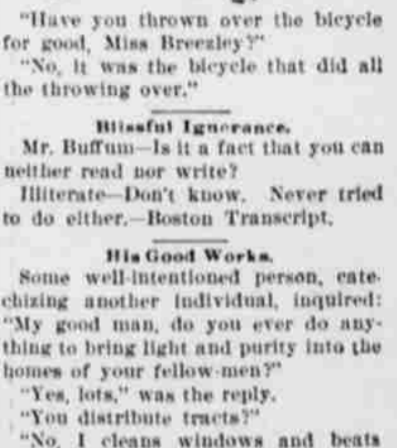 "Have you thrown over the bicycle
for good, Miss Breezley?"
"No, it was the bicycle that did all
the throwing over."
Blissful Ignorance.
Mr. Buffum—Is it a fact that you can
neither read nor write?
Illiterate—Don't know. Never tried
to do either.—Boston Transcript.
His Good Works.
Some well-intentioned person, cate-
chizing another individual, inquired:
"My good man, do you ever do any-
thing to bring light and purity into the
homes of your fellow-men?"
"Yes, lots," was the reply.
"You distribute tracts?"
"No, I cleans windows and beats